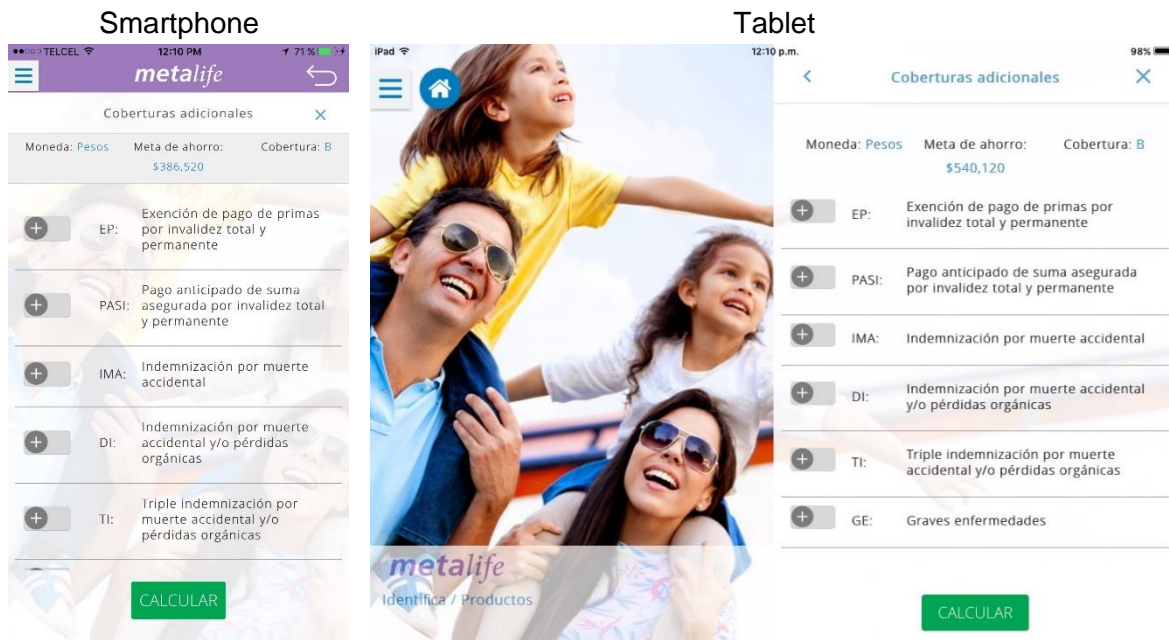 Smartphone
Tablet
TELCEL 12:10 PM 71 %
metalife
Coberturas adicionales ×
Moneda: Pesos Meta de ahorro: Cobertura: B
$386,520
EP: Exención de pago de primas
por invalidez total y
permanente
PASI: Pago anticipado de suma
asegurada por invalidez total
y permanente
IMA: Indemnización por muerte
accidental
DI: Indemnización por muerte
accidental y/o pérdidas
orgánicas
TI: Triple indemnización por
muerte accidental y/o
pérdidas orgánicas
CALCULAR
iPad 12:10 p.m. 98%
metalife
Identifica / Productos
Coberturas adicionales ×
Moneda: Pesos Meta de ahorro: Cobertura: B
$540,120
EP: Exención de pago de primas por
invalidez total y permanente
PASI: Pago anticipado de suma asegurada
por invalidez total y permanente
IMA: Indemnización por muerte accidental
DI: Indemnización por muerte accidental
y/o pérdidas orgánicas
TI: Triple indemnización por muerte
accidental y/o pérdidas orgánicas
GE: Graves enfermedades
CALCULAR